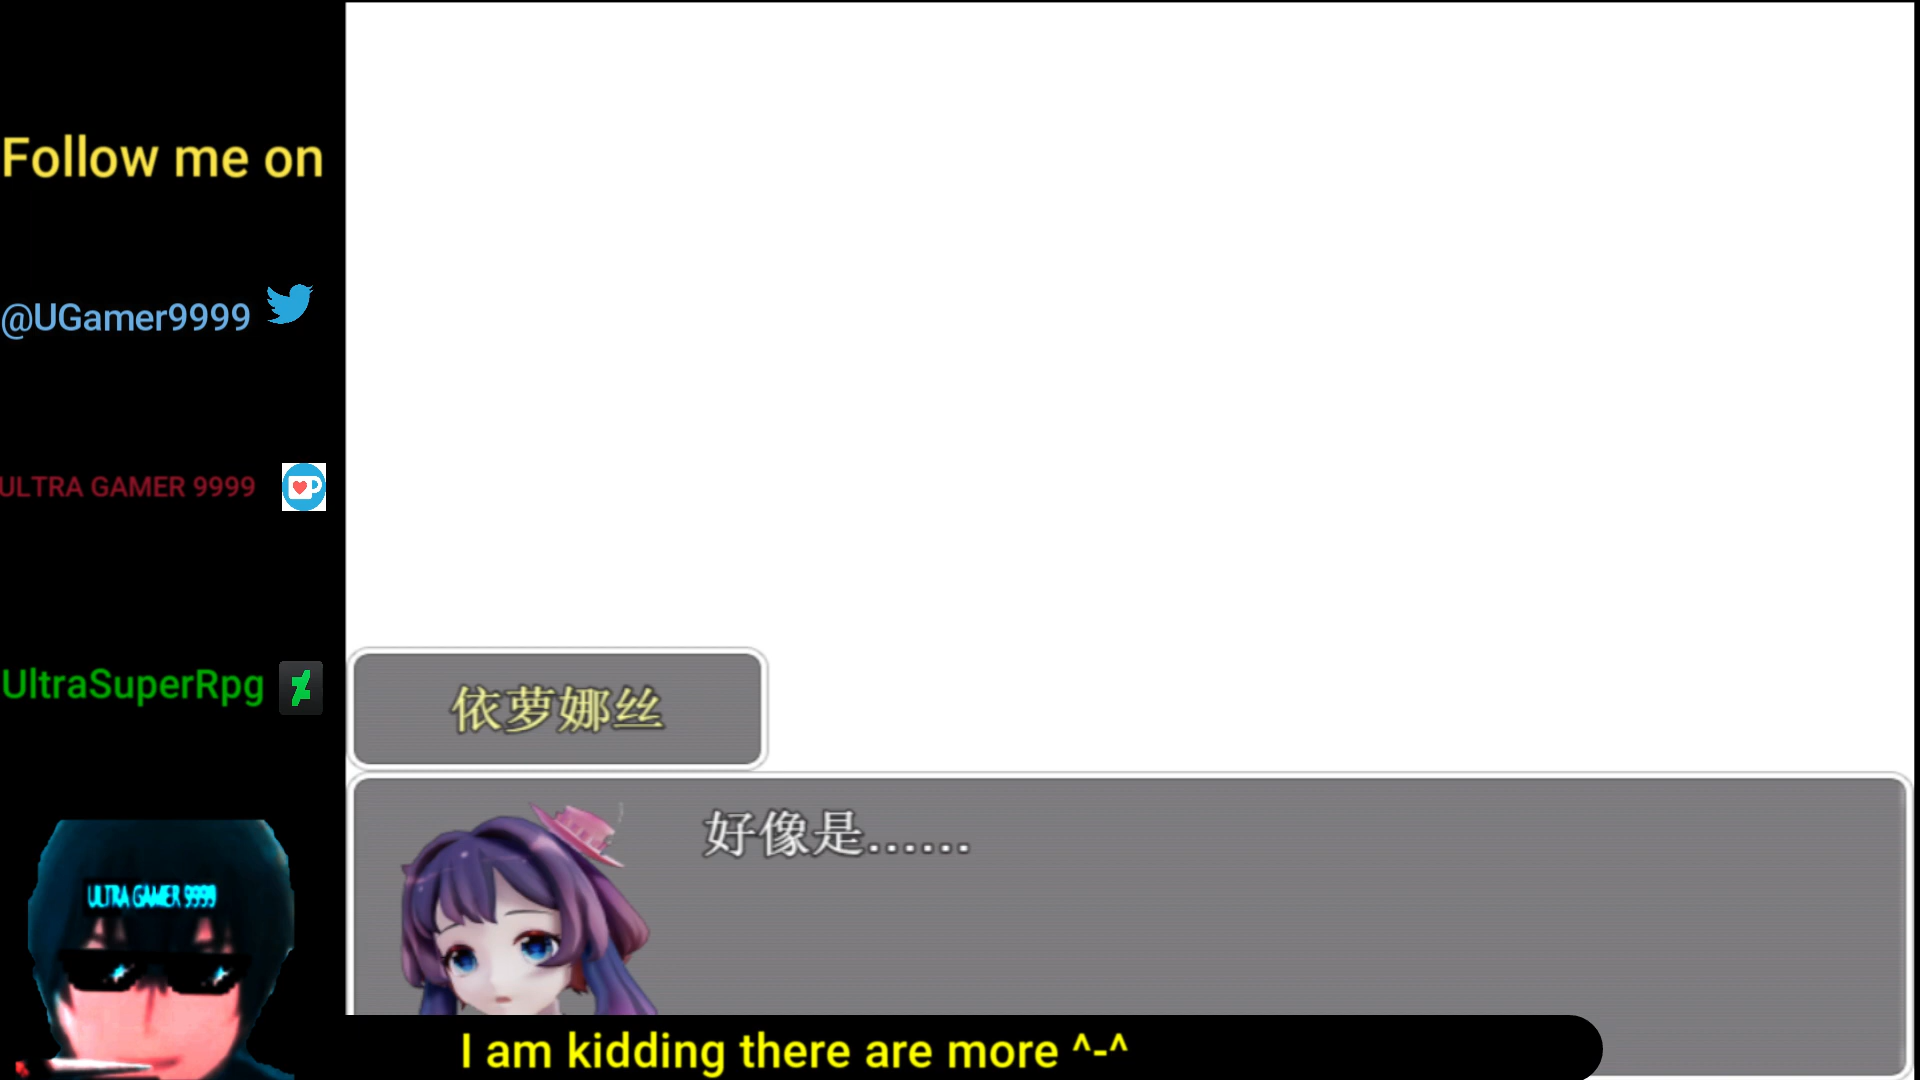 Follow me on
@UGamer9999
ULTRA GAMER 9999
UltraSuperRpg
ULTRA GAMER 9999
依萝娜丝
好像是......
I am kidding there are more ^-^